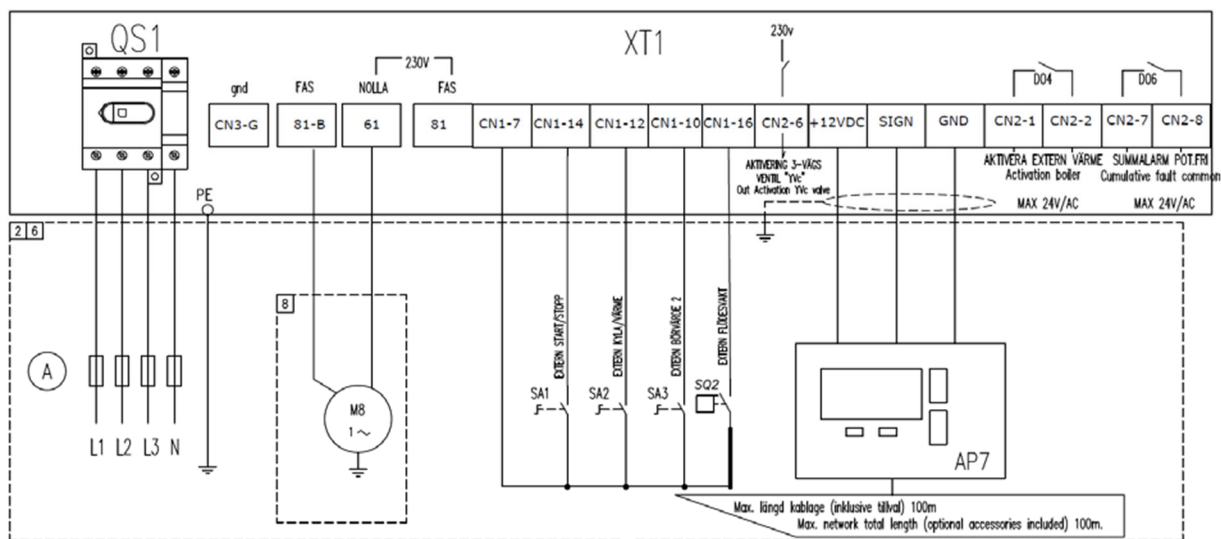 QS1
XT1
230v
gnd
FAS
NOLLA
230V
FAS
DO4
DO6
CN3-G
81-B
61
81
CN1-7
CN1-14
CN1-12
CN1-10
CN1-16
CN2-6
+12VDC
SIGN
GND
CN2-1
CN2-2
CN2-7
CN2-8
AKTIVERING 3-VÄGS
VENTIL "YVc"
Out Activation YVc valve
AKTIVERA EXTERN VÄRME
Activation boiler
MAX 24V/AC
SUMMALARM POT.FRI
Cumulative fault common
MAX 24V/AC
PE
2 6
8
EXTERN START/STOPP
EXTERN KYLA/VÄRME
EXTERN BÖRVÄRDE 2
EXTERN FLÖDESVAKT
A
SA1
SA2
SA3
SQ2
M8
1 ~
L1 L2 L3 N
AP7
Max. längd kablage (inklusive tillval) 100m
Max. network total length (optional accessories included) 100m.